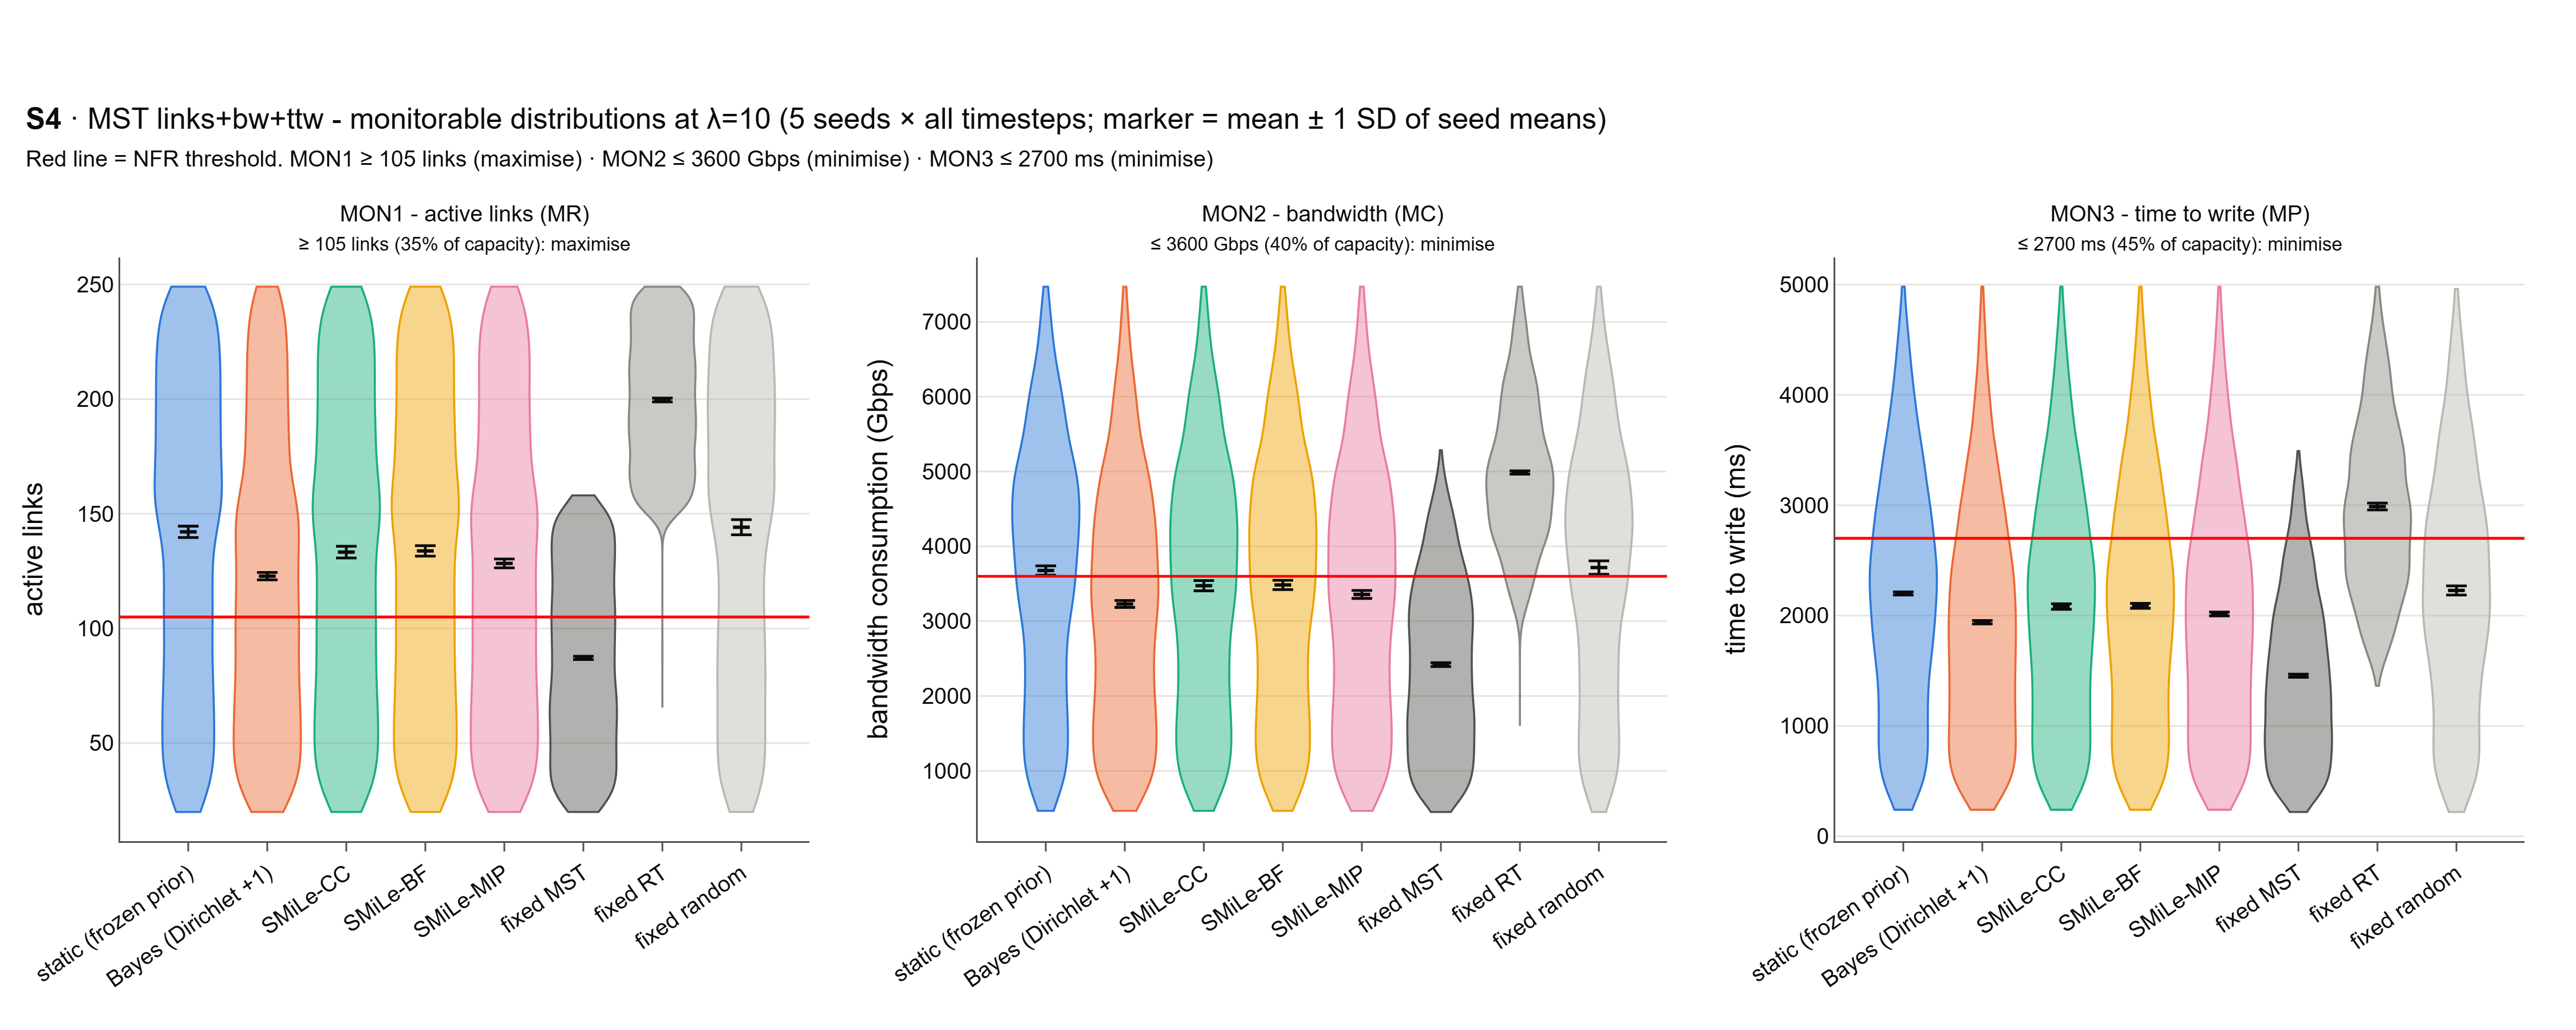 S4 · MST links+bw+ttw - monitorable distributions at λ=10 (5 seeds × all timesteps; marker = mean ± 1 SD of seed means)
Red line = NFR threshold. MON1 ≥ 105 links (maximise) · MON2 ≤ 3600 Gbps (minimise) · MON3 ≤ 2700 ms (minimise)
MON1 - active links (MR)
≥ 105 links (35% of capacity): maximise
active links
250
200
150
100
50
static (frozen prior)
Bayes (Dirichlet +1)
SMiLe-CC
SMiLe-BF
SMiLe-MIP
fixed MST
fixed RT
fixed random
MON2 - bandwidth (MC)
≤ 3600 Gbps (40% of capacity): minimise
bandwidth consumption (Gbps)
7000
6000
5000
4000
3000
2000
1000
static (frozen prior)
Bayes (Dirichlet +1)
SMiLe-CC
SMiLe-BF
SMiLe-MIP
fixed MST
fixed RT
fixed random
MON3 - time to write (MP)
≤ 2700 ms (45% of capacity): minimise
time to write (ms)
5000
4000
3000
2000
1000
0
static (frozen prior)
Bayes (Dirichlet +1)
SMiLe-CC
SMiLe-BF
SMiLe-MIP
fixed MST
fixed RT
fixed random